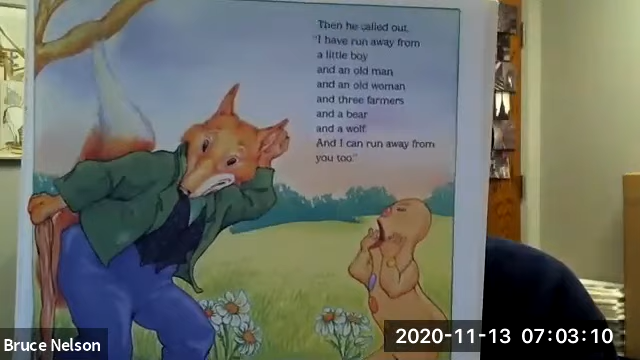 Then he called out,
"I have run away from
a little boy
and an old man
and an old woman
and three farmers
and a bear
and a wolf.
And I can run away from
you too."
Bruce Nelson
2020-11-13 07:03:10